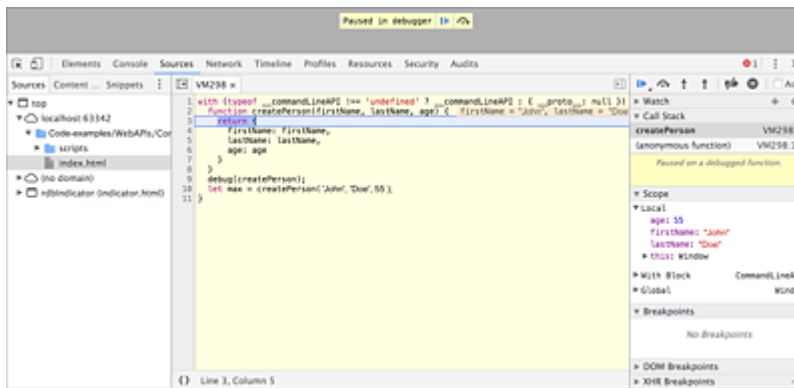 Paused in debugger
Elements Console Sources Network Timeline Profiles Resources Security Audits
1
Sources Content ... Snippets
VM298 ×
top
localhost:63342
Code-examples/WebAPIs/Cor
scripts
index.html
(no domain)
rdbIndicator (indicator.html)
1 with (typeof __commandLineAPI !== 'undefined' ? __commandLineAPI : { __proto__: null })
2 function createPerson(firstName, lastName, age) { firstName = "John", lastName = "Doe
3 return {
4 firstName: firstName,
5 lastName: lastName,
6 age: age
7 }
8 }
9 debug(createPerson);
10 let max = (createPerson('John', 'Doe', 55 );
11 }
{} Line 3, Column 5
Watch
Call Stack
createPerson VM298:
(anonymous function) VM298:1
Paused on a debugged function.
Scope
Local
age: 55
firstName: "John"
lastName: "Doe"
this: Window
With Block CommandLineA
Global Wind
Breakpoints
No Breakpoints
DOM Breakpoints
XHR Breakpoints